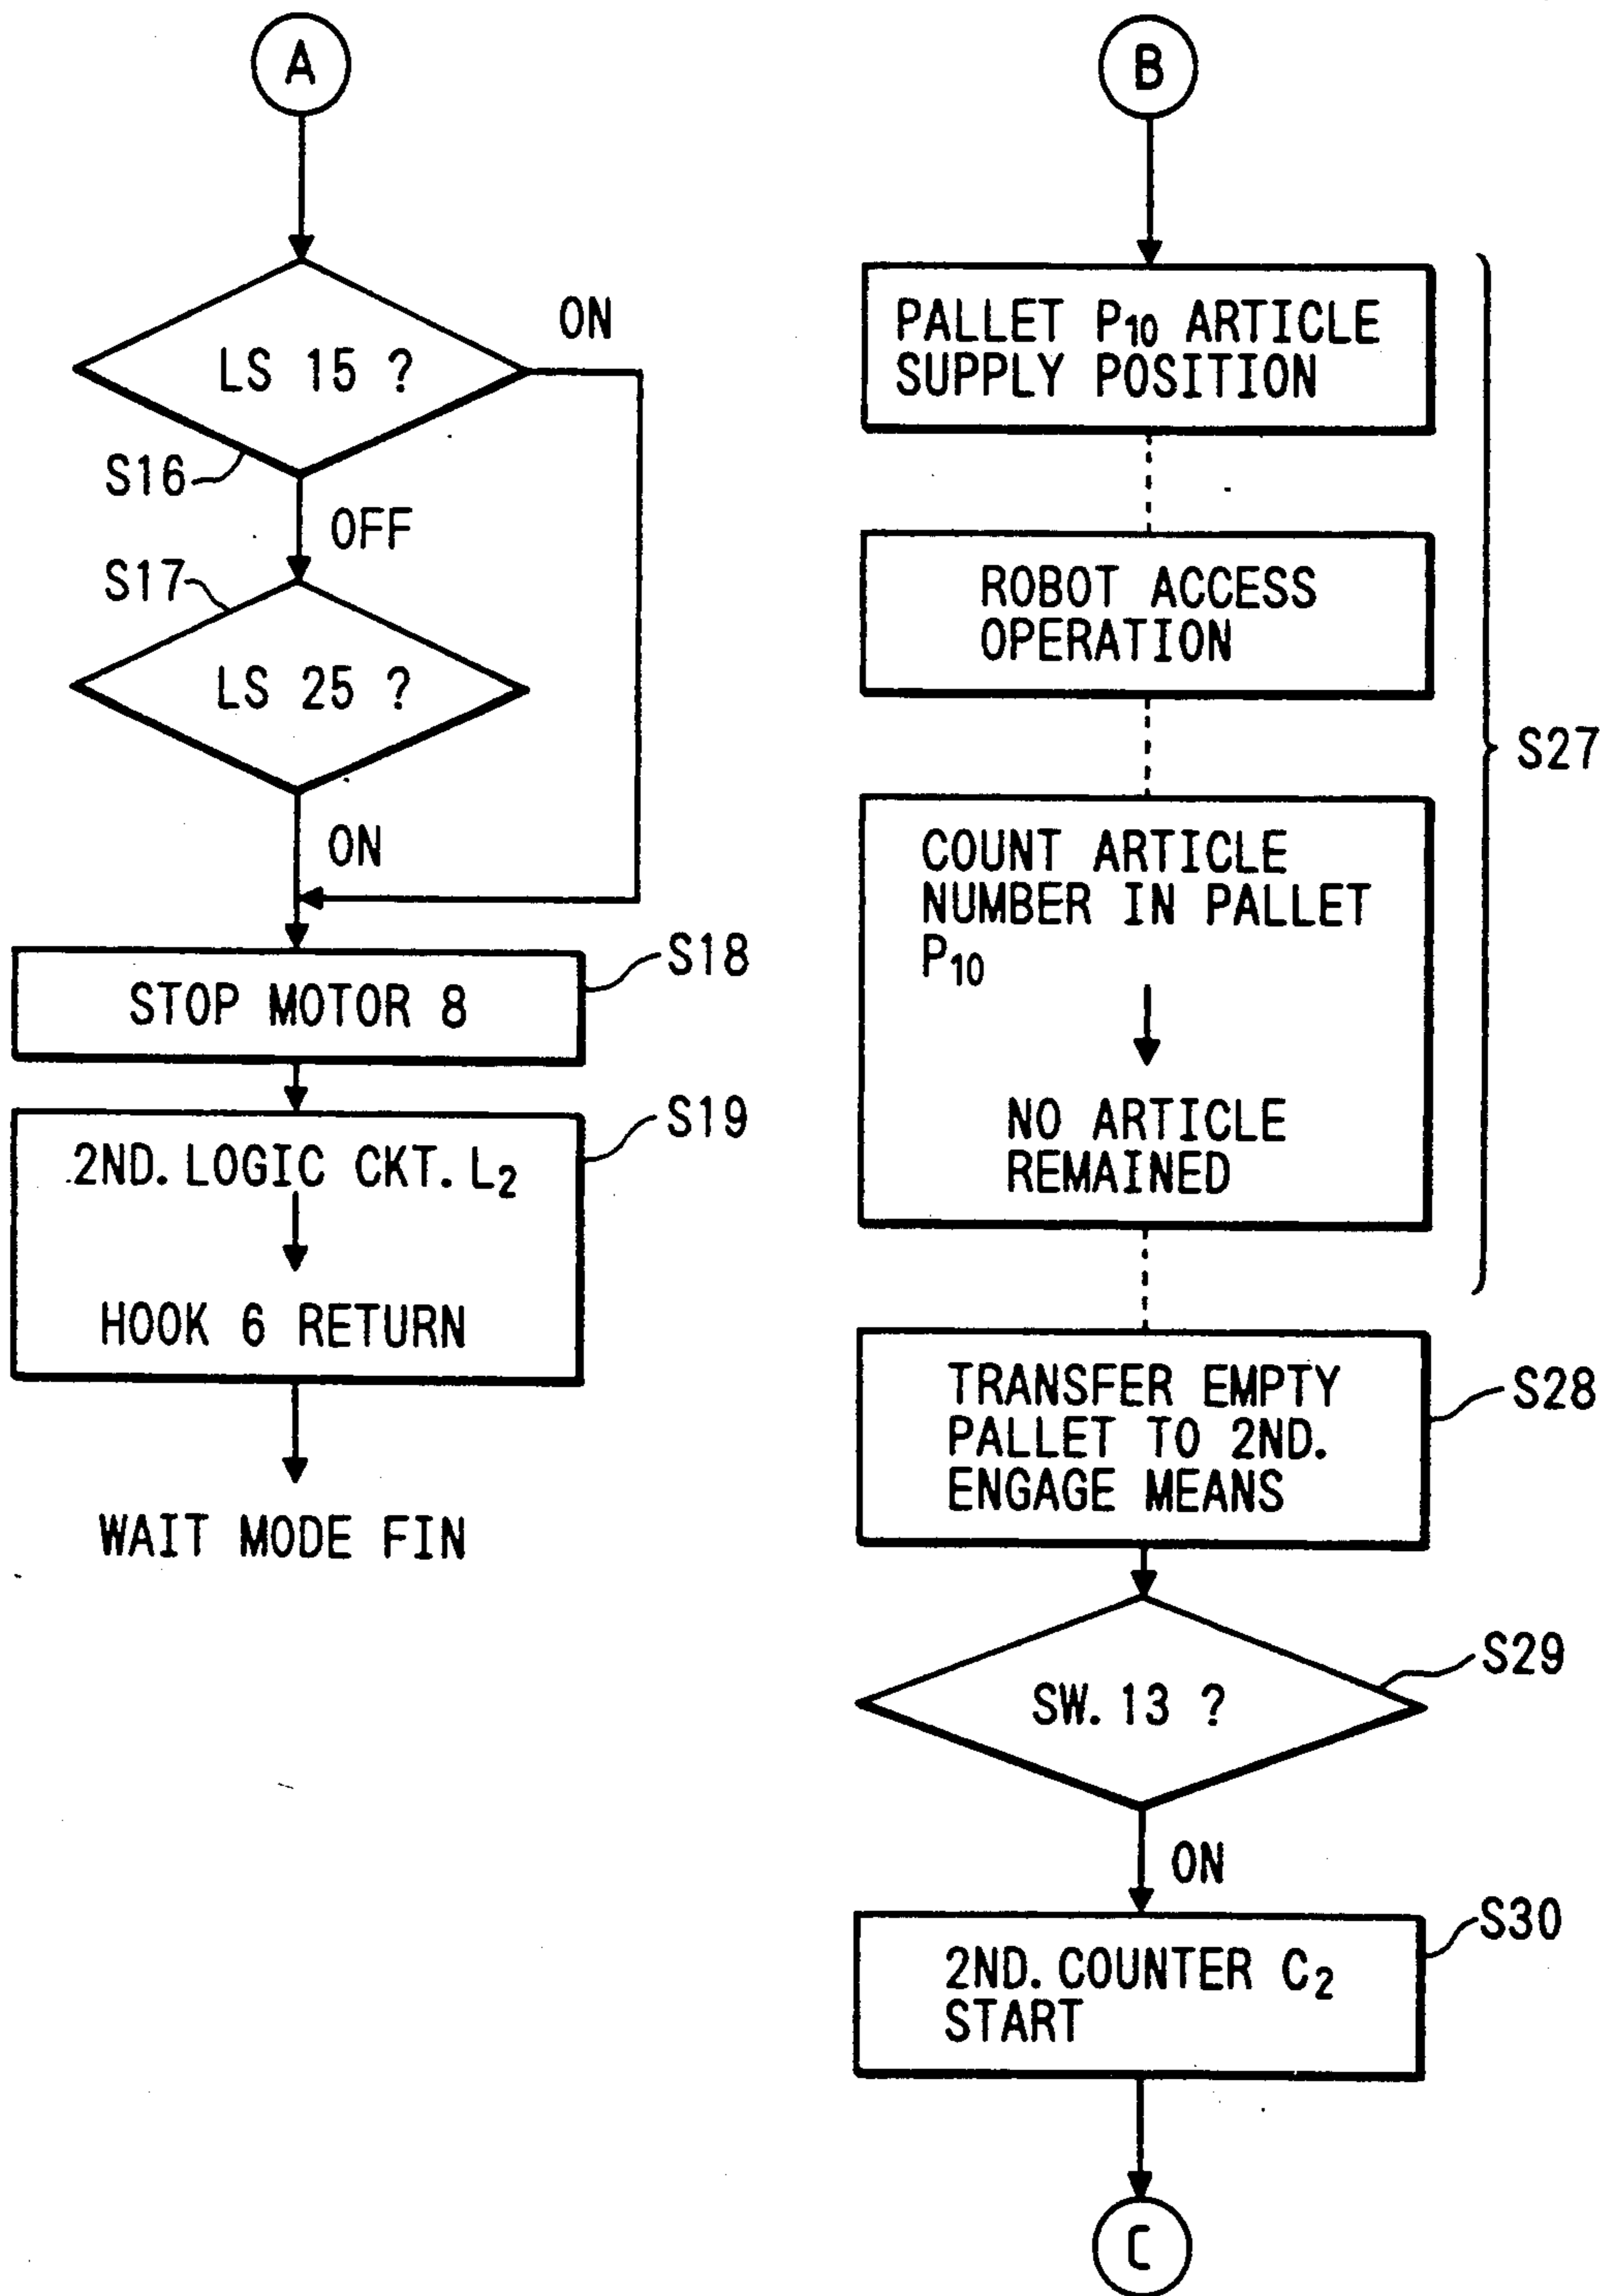 A
LS 15 ?
ON
S16
OFF
S17
LS 25 ?
ON
STOP MOTOR 8
S18
2ND. LOGIC CKT. L2
HOOK 6 RETURN
S19
WAIT MODE FIN
B
PALLET P10 ARTICLE
SUPPLY POSITION
ROBOT ACCESS
OPERATION
COUNT ARTICLE
NUMBER IN PALLET
P10
NO ARTICLE
REMAINED
S27
TRANSFER EMPTY
PALLET TO 2ND.
ENGAGE MEANS
S28
SW. 13 ?
S29
ON
2ND. COUNTER C2
START
S30
C